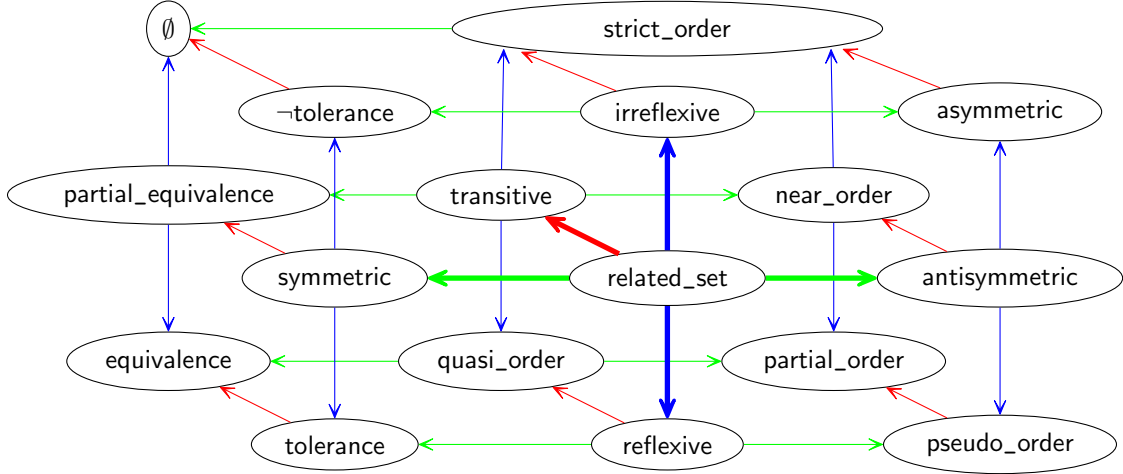 ∅ strict_order
¬tolerance irreflexive asymmetric
partial_equivalence transitive near_order
symmetric related_set antisymmetric
equivalence quasi_order partial_order
tolerance reflexive pseudo_order